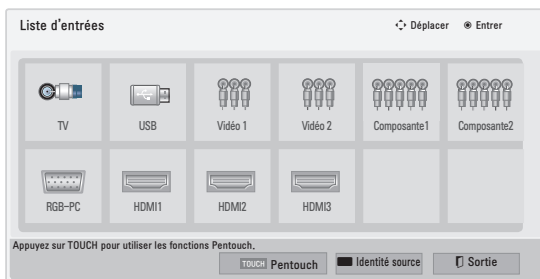 Liste d'entrées
Déplacer Entrer
TV USB Vidéo 1 Vidéo 2 Composante1 Composante2
RGB-PC HDMI1 HDMI2 HDMI3
Appuyez sur TOUCH pour utiliser les fonctions Pentouch.
TOUCH Pentouch Identité source Sortie